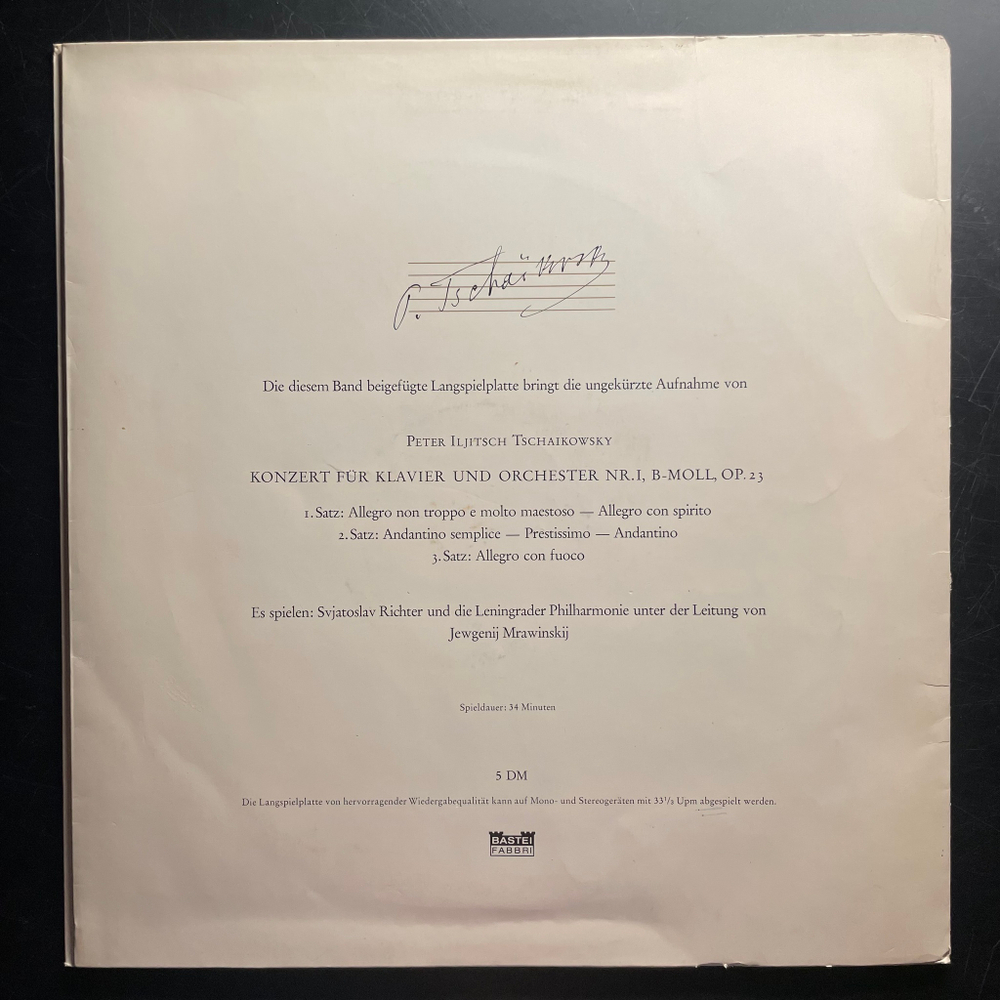 P. Tschaïkovsky
Die diesem Band beigefügte Langspielplatte bringt die ungekürzte Aufnahme von
Peter Iljitsch Tschaikowsky
KONZERT FÜR KLAVIER UND ORCHESTER NR.I, B-MOLL, OP. 23
1. Satz: Allegro non troppo e molto maestoso — Allegro con spirito
2. Satz: Andantino semplice — Prestissimo — Andantino
3. Satz: Allegro con fuoco
Es spielen: Svjatoslav Richter und die Leningrader Philharmonie unter der Leitung von
Jewgenij Mrawinskij
Spieldauer: 34 Minuten
5 DM
Die Langspielplatte von hervorragender Wiedergabequalität kann auf Mono- und Stereogeräten mit 33¹/₃ Upm abgespielt werden.
BASTEI
FABBRI